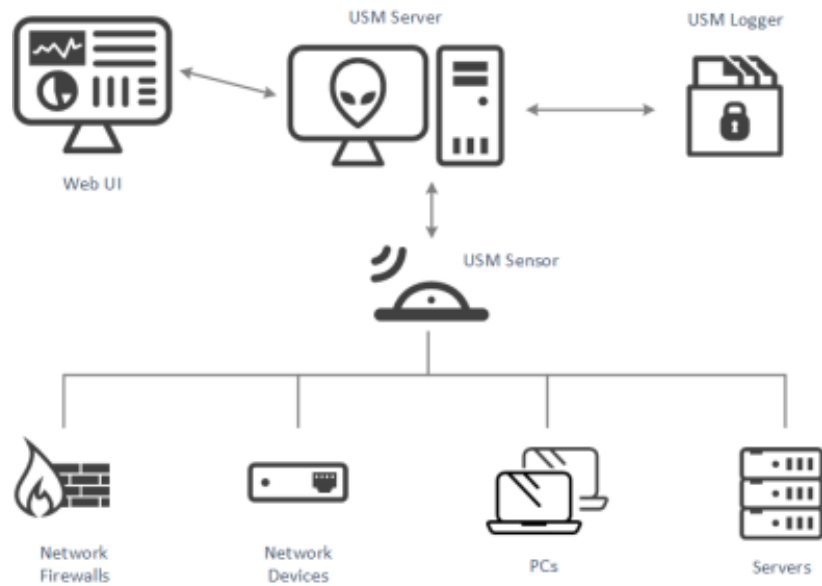 USM Server
USM Logger
Web UI
USM Sensor
Network
Firewalls
Network
Devices
PCs
Servers